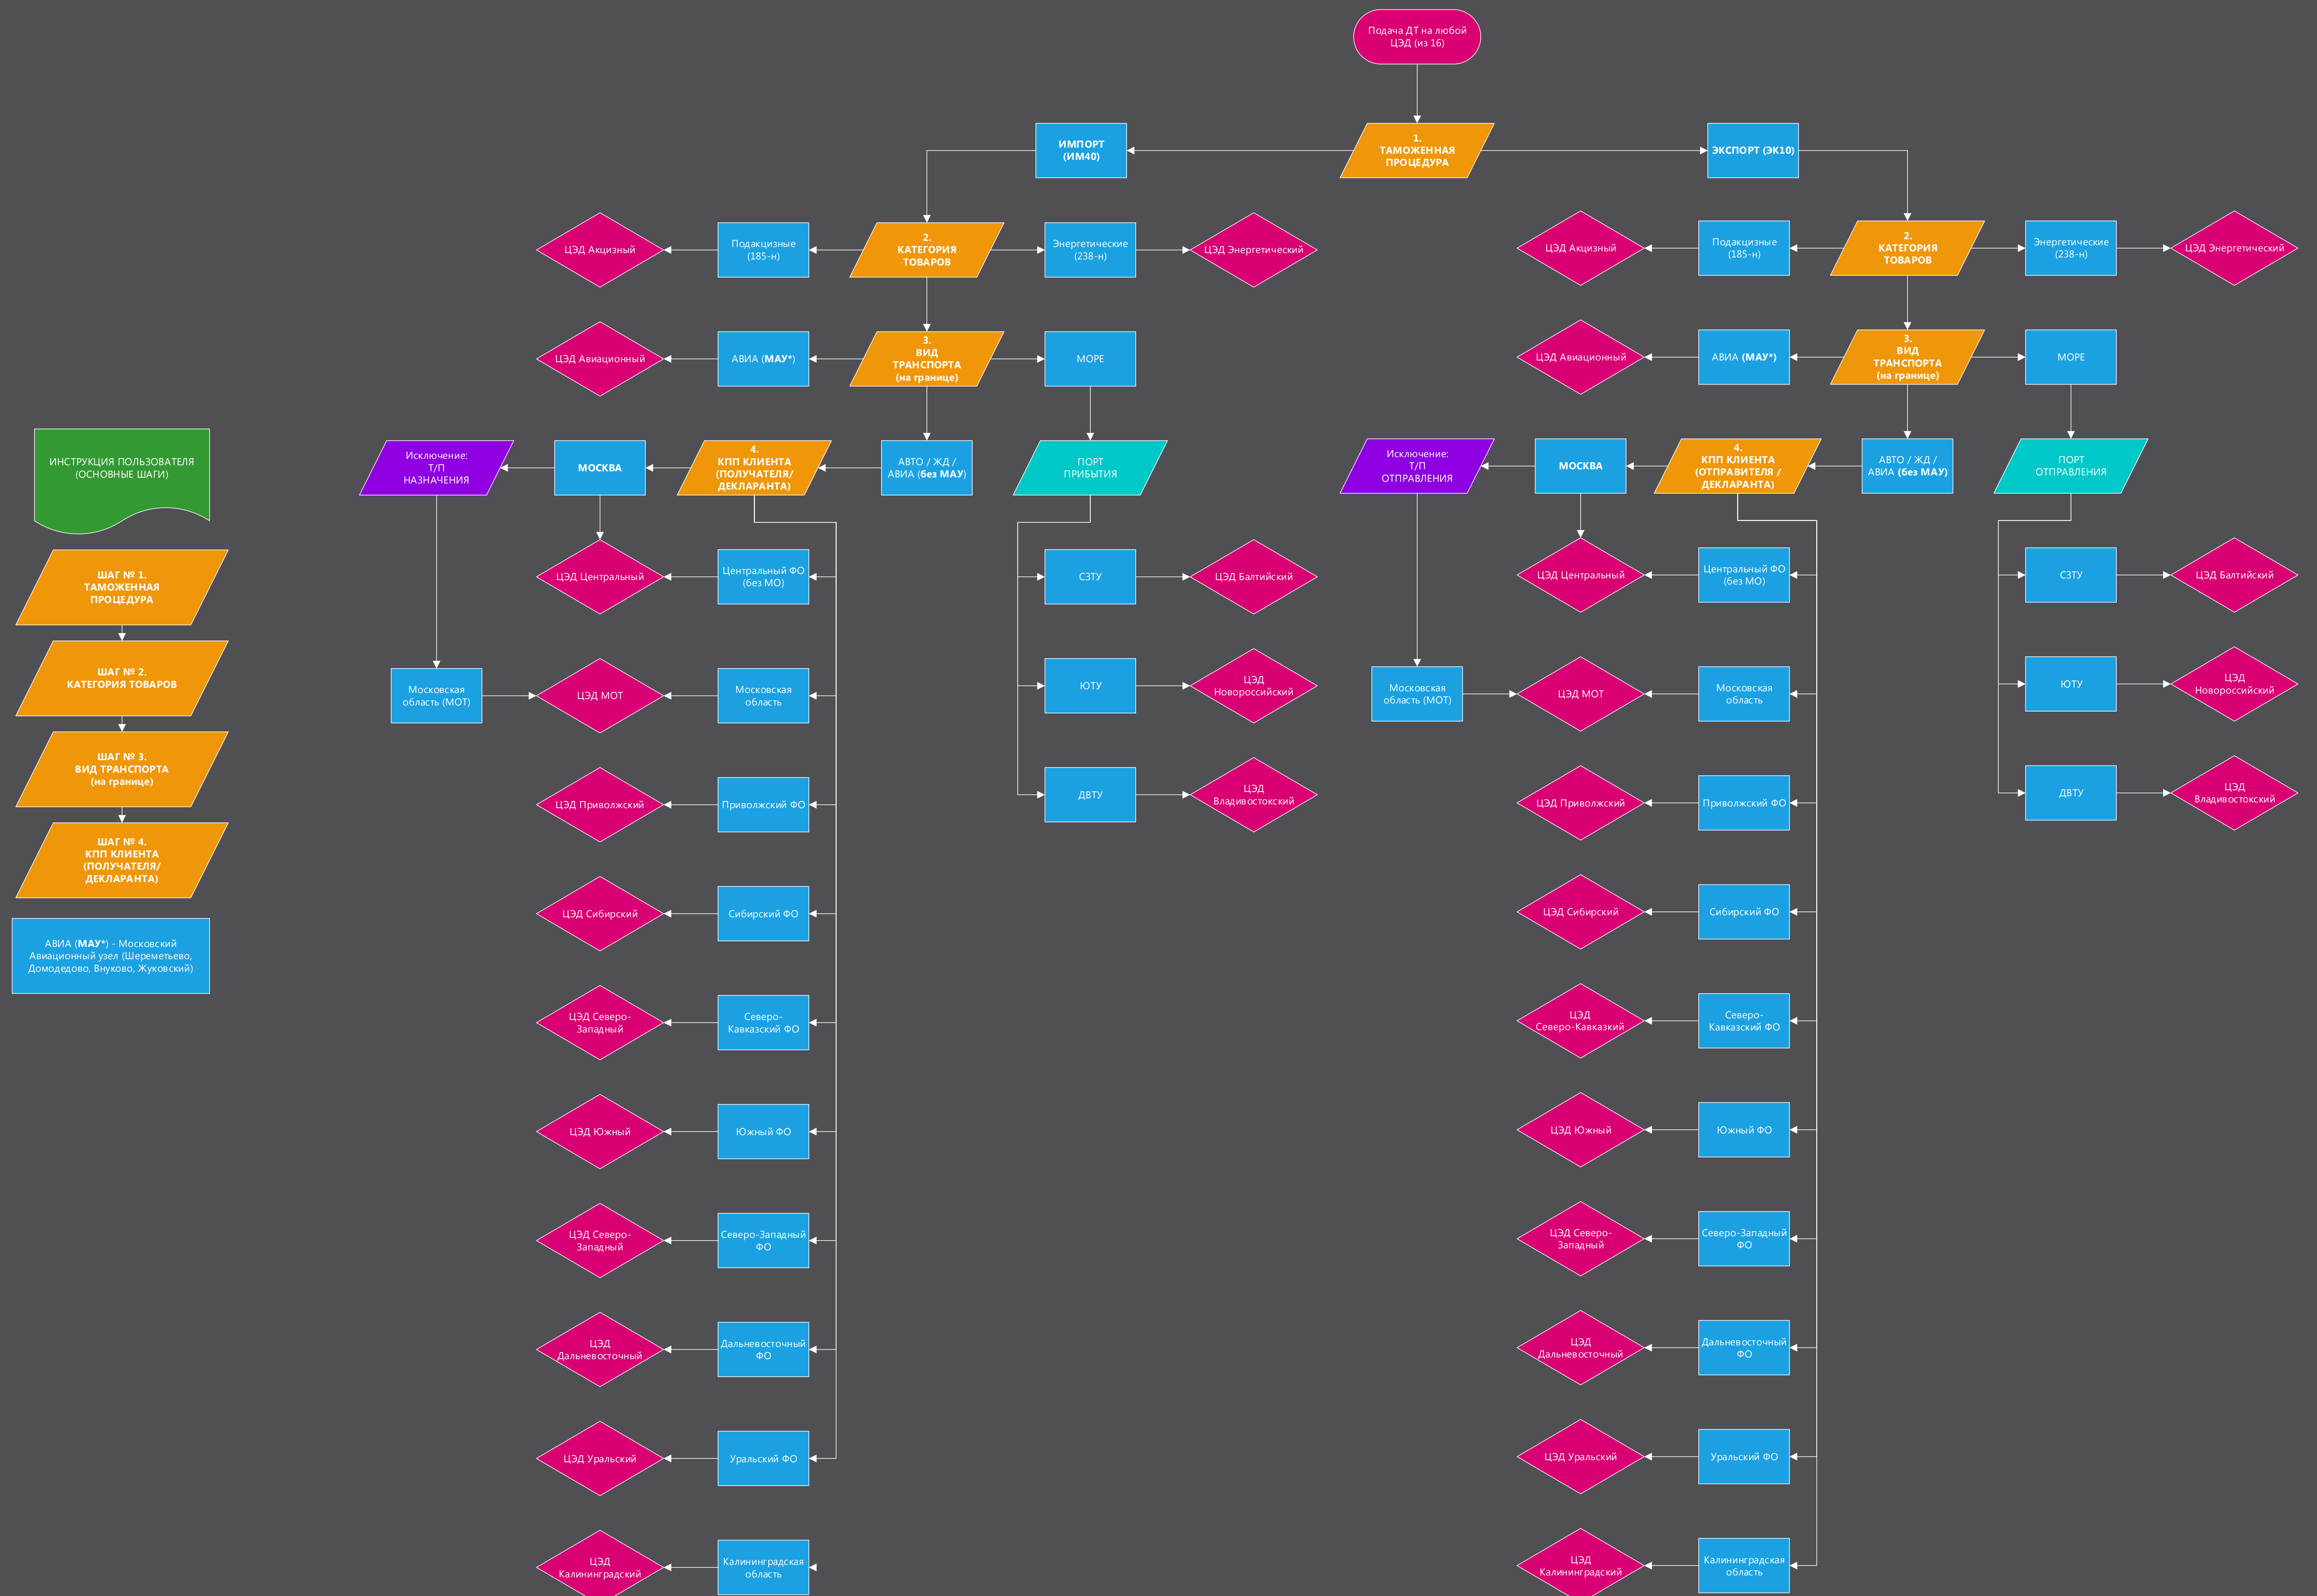 Подача ДТ на любой
ЦЭД (из 16)
ИМПОРТ
(ИМ40)
1.
ТАМОЖЕННАЯ
ПРОЦЕДУРА
ЭКСПОРТ (ЭК10)
ЦЭД Акцизный
Подакцизные
(185-н)
2.
КАТЕГОРИЯ
ТОВАРОВ
Энергетические
(238-н)
ЦЭД Энергетический
ЦЭД Авиационный
АВИА (МАУ*)
3.
ВИД
ТРАНСПОРТА
(на границе)
МОРЕ
Исключение:
Т/П
НАЗНАЧЕНИЯ
МОСКВА
4.
КПП КЛИЕНТА
(ПОЛУЧАТЕЛЯ/
ДЕКЛАРАНТА)
АВТО / ЖД /
АВИА (без МАУ)
ПОРТ
ПРИБЫТИЯ
ЦЭД Центральный
Центральный ФО
(без МО)
СЗТУ
ЦЭД Балтийский
Московская
область (МОТ)
ЦЭД МОТ
Московская
область
ЮТУ
ЦЭД
Новороссийский
ЦЭД Приволжский
Приволжский ФО
ДВТУ
ЦЭД
Владивостокский
ЦЭД Сибирский
Сибирский ФО
ЦЭД Северо-
Западный
Северо-
Кавказский ФО
ЦЭД Южный
Южный ФО
ЦЭД Северо-
Западный
Северо-Западный
ФО
ЦЭД
Дальневосточный
Дальневосточный
ФО
ЦЭД Уральский
Уральский ФО
ЦЭД
Калининградский
Калининградская
область
ЦЭД Акцизный
Подакцизные
(185-н)
2.
КАТЕГОРИЯ
ТОВАРОВ
Энергетические
(238-н)
ЦЭД Энергетический
ЦЭД Авиационный
АВИА (МАУ*)
3.
ВИД
ТРАНСПОРТА
(на границе)
МОРЕ
Исключение:
Т/П
ОТПРАВЛЕНИЯ
МОСКВА
4.
КПП КЛИЕНТА
(ОТПРАВИТЕЛЯ /
ДЕКЛАРАНТА)
АВТО / ЖД /
АВИА (без МАУ)
ПОРТ
ОТПРАВЛЕНИЯ
ЦЭД Центральный
Центральный ФО
(без МО)
СЗТУ
ЦЭД Балтийский
Московская
область (МОТ)
ЦЭД МОТ
Московская
область
ЮТУ
ЦЭД
Новороссийский
ЦЭД Приволжский
Приволжский ФО
ДВТУ
ЦЭД
Владивостокский
ЦЭД Сибирский
Сибирский ФО
ЦЭД
Северо-Кавказкий
Северо-
Кавказский ФО
ЦЭД Южный
Южный ФО
ЦЭД Северо-
Западный
Северо-Западный
ФО
ЦЭД
Дальневосточный
Дальневосточный
ФО
ЦЭД Уральский
Уральский ФО
ЦЭД
Калининградский
Калининградская
область
ИНСТРУКЦИЯ ПОЛЬЗОВАТЕЛЯ
(ОСНОВНЫЕ ШАГИ)
ШАГ № 1.
ТАМОЖЕННАЯ
ПРОЦЕДУРА
ШАГ № 2.
КАТЕГОРИЯ ТОВАРОВ
ШАГ № 3.
ВИД ТРАНСПОРТА
(на границе)
ШАГ № 4.
КПП КЛИЕНТА
(ПОЛУЧАТЕЛЯ/
ДЕКЛАРАНТА)
АВИА (МАУ*) - Московский
Авиационный узел (Шереметьево,
Домодедово, Внуково, Жуковский)